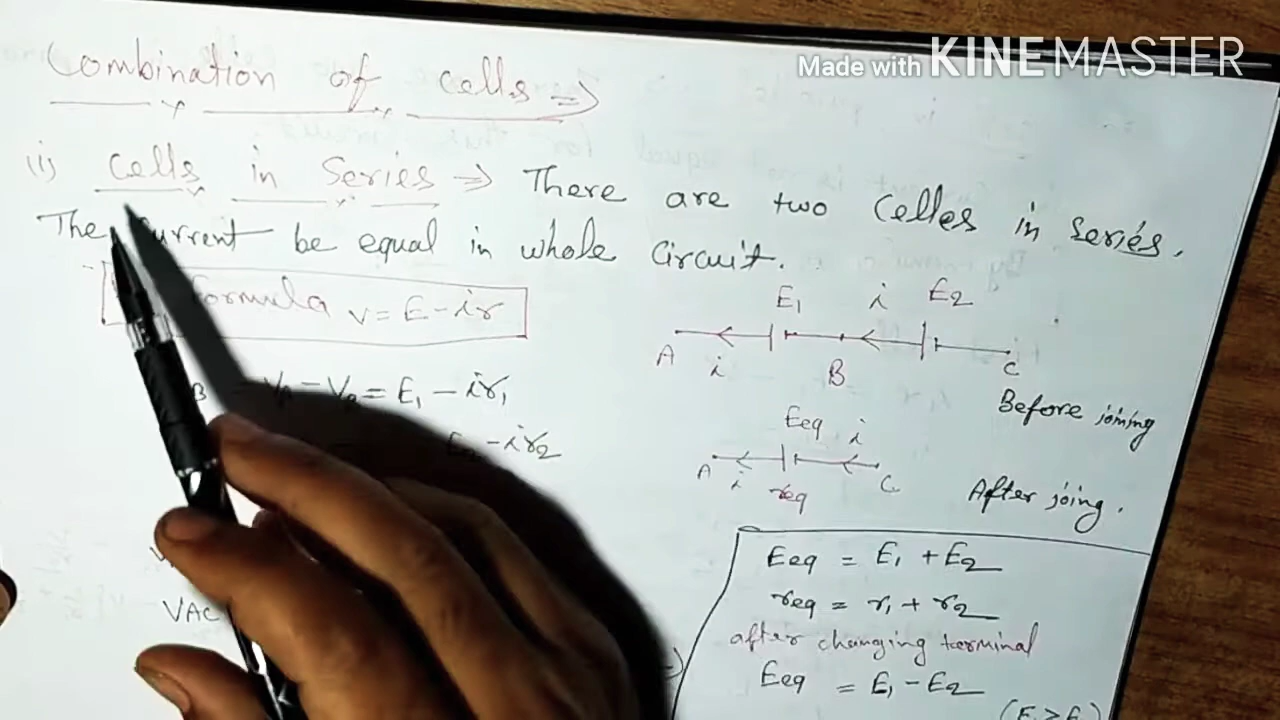 Made with KINEMASTER
Combination of cells ⇒
(i) Cells in Series ⇒ There are two Celles in Series.
The Current be equal in whole Circuit.
formula V = E - ir
E1 i E2
A i B C
Before joining
B = VA - VB = E1 - ir1
- ir2
Eeq i
A i req C
After joing.
VAC
Eeq = E1 + E2
req = r1 + r2
after changing terminal
Eeq = E1 - E2